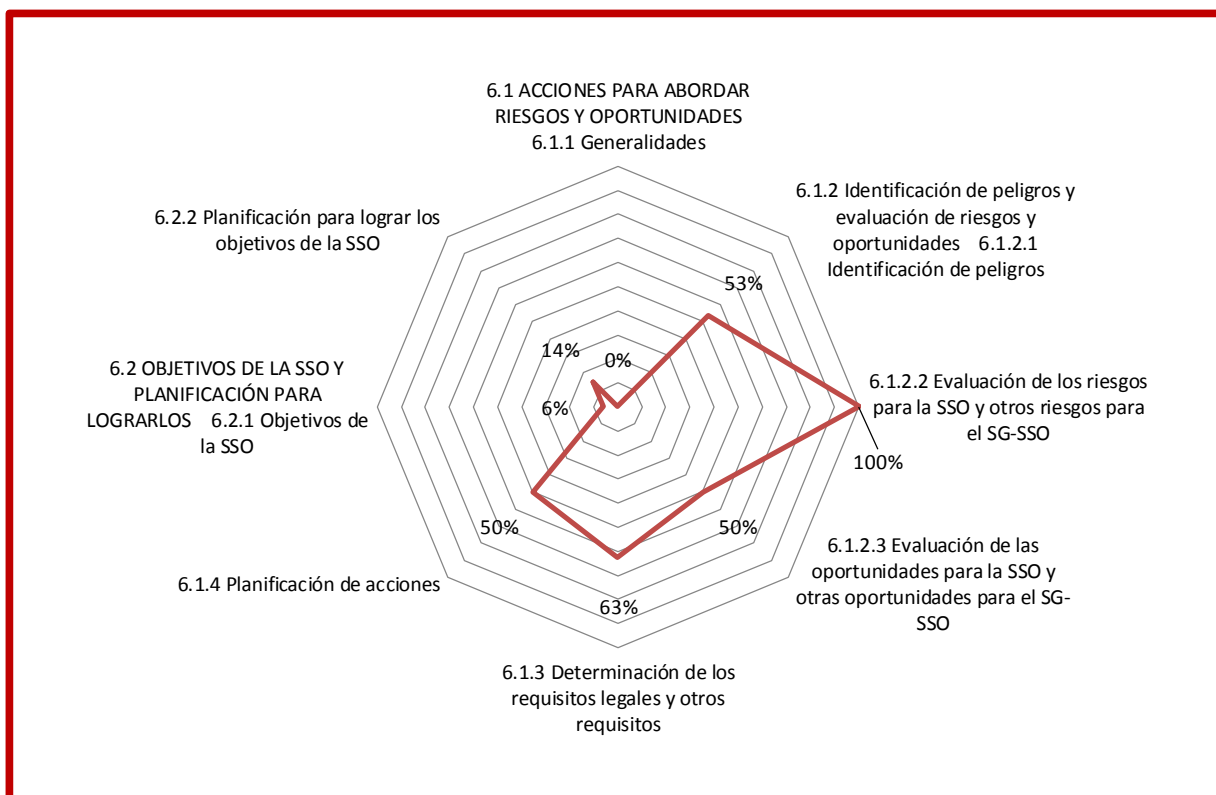 6.1 ACCIONES PARA ABORDAR
RIESGOS Y OPORTUNIDADES
6.1.1 Generalidades
6.1.2 Identificación de peligros y
evaluación de riesgos y
oportunidades    6.1.2.1
Identificación de peligros
6.1.2.2 Evaluación de los riesgos
para la SSO y otros riesgos para
el SG-SSO
6.1.2.3 Evaluación de las
oportunidades para la SSO y
otras oportunidades para el SG-
SSO
6.1.3 Determinación de los
requisitos legales y otros
requisitos
6.1.4 Planificación de acciones
6.2 OBJETIVOS DE LA SSO Y
PLANIFICACIÓN PARA
LOGRARLOS    6.2.1 Objetivos de
la SSO
6.2.2 Planificación para lograr los
objetivos de la SSO
0%
53%
100%
50%
63%
50%
6%
14%